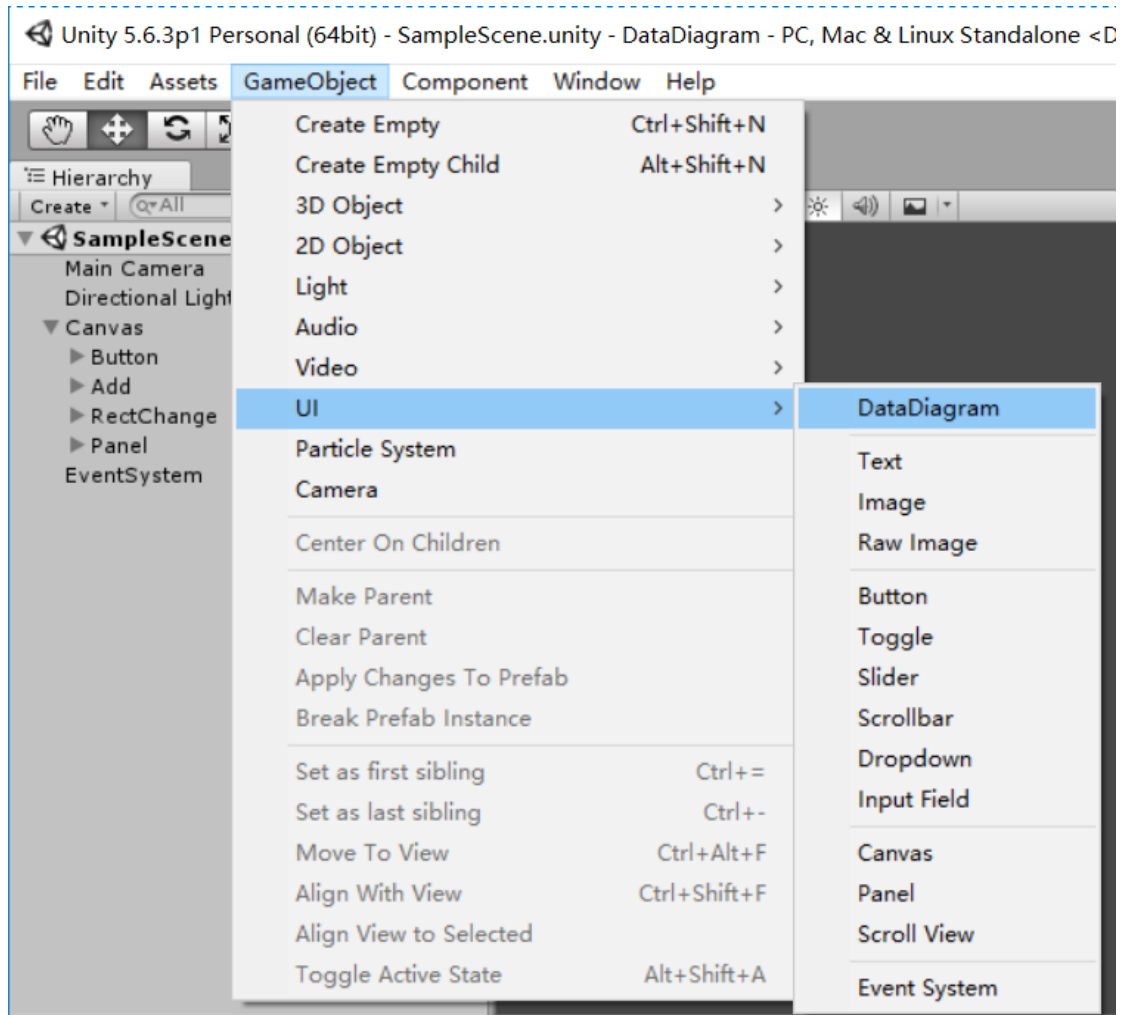 Unity 5.6.3p1 Personal (64bit) - SampleScene.unity - DataDiagram - PC, Mac & Linux Standalone <D
File Edit Assets GameObject Component Window Help
Hierarchy
Create All
SampleScene
Main Camera
Directional Light
Canvas
Button
Add
RectChange
Panel
EventSystem
Create Empty Ctrl+Shift+N
Create Empty Child Alt+Shift+N
3D Object
2D Object
Light
Audio
Video
UI
Particle System
Camera
Center On Children
Make Parent
Clear Parent
Apply Changes To Prefab
Break Prefab Instance
Set as first sibling Ctrl+=
Set as last sibling Ctrl+-
Move To View Ctrl+Alt+F
Align With View Ctrl+Shift+F
Align View to Selected
Toggle Active State Alt+Shift+A
DataDiagram
Text
Image
Raw Image
Button
Toggle
Slider
Scrollbar
Dropdown
Input Field
Canvas
Panel
Scroll View
Event System